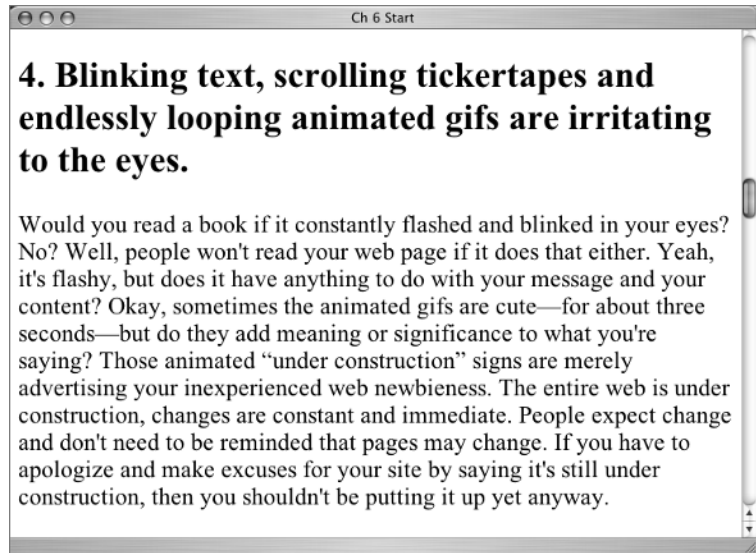 Ch 6 Start
4. Blinking text, scrolling tickertapes and
endlessly looping animated gifs are irritating
to the eyes.
Would you read a book if it constantly flashed and blinked in your eyes?
No? Well, people won't read your web page if it does that either. Yeah,
it's flashy, but does it have anything to do with your message and your
content? Okay, sometimes the animated gifs are cute—for about three
seconds—but do they add meaning or significance to what you're
saying? Those animated “under construction” signs are merely
advertising your inexperienced web newbieness. The entire web is under
construction, changes are constant and immediate. People expect change
and don't need to be reminded that pages may change. If you have to
apologize and make excuses for your site by saying it's still under
construction, then you shouldn't be putting it up yet anyway.